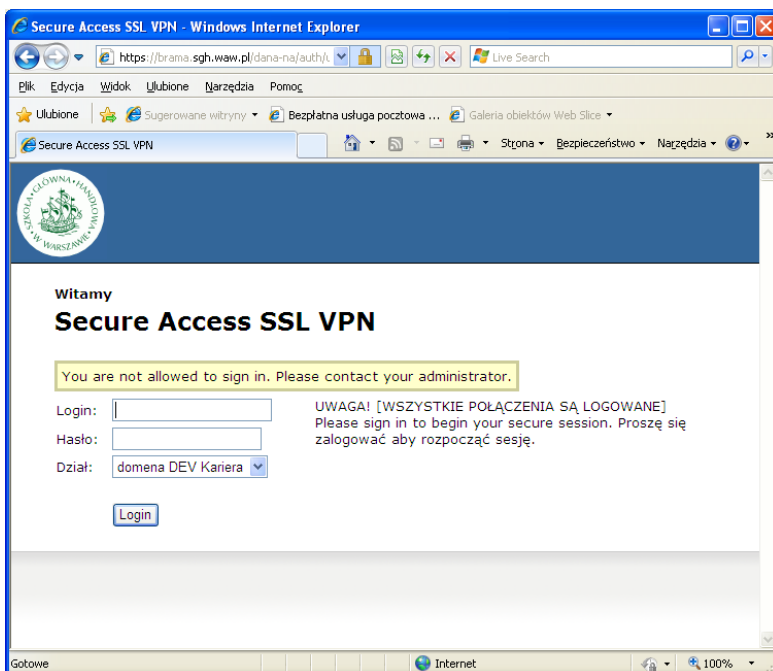 Secure Access SSL VPN - Windows Internet Explorer
https://brama.sgh.waw.pl/dana-na/auth/
Live Search
Plik Edycja Widok Ulubione Narzędzia Pomoc
Ulubione Sugerowane witryny Bezpłatna usługa pocztowa ... Galeria obiektów Web Slice
Secure Access SSL VPN
Strona Bezpieczeństwo Narzędzia »
SZKOŁA GŁÓWNA HANDLOWA W WARSZAWIE
Witamy
Secure Access SSL VPN
You are not allowed to sign in. Please contact your administrator.
Login:
Hasło:
Dział: domena DEV Kariera
Login
UWAGA! [WSZYSTKIE POŁĄCZENIA SĄ LOGOWANE]
Please sign in to begin your secure session. Proszę się
zalogować aby rozpocząć sesję.
Gotowe
Internet
100%